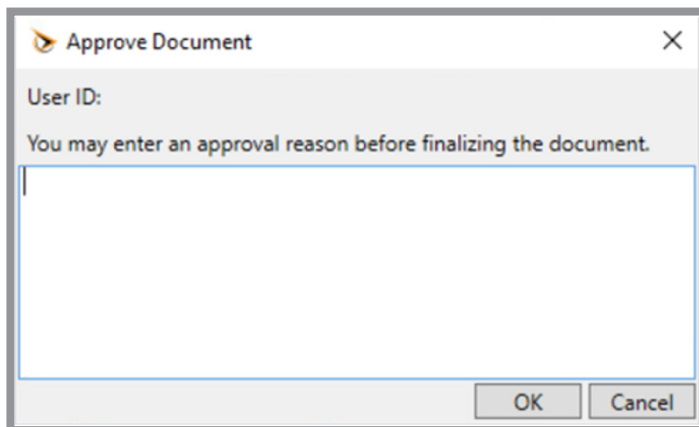 Approve Document
User ID:
You may enter an approval reason before finalizing the document.
OK Cancel